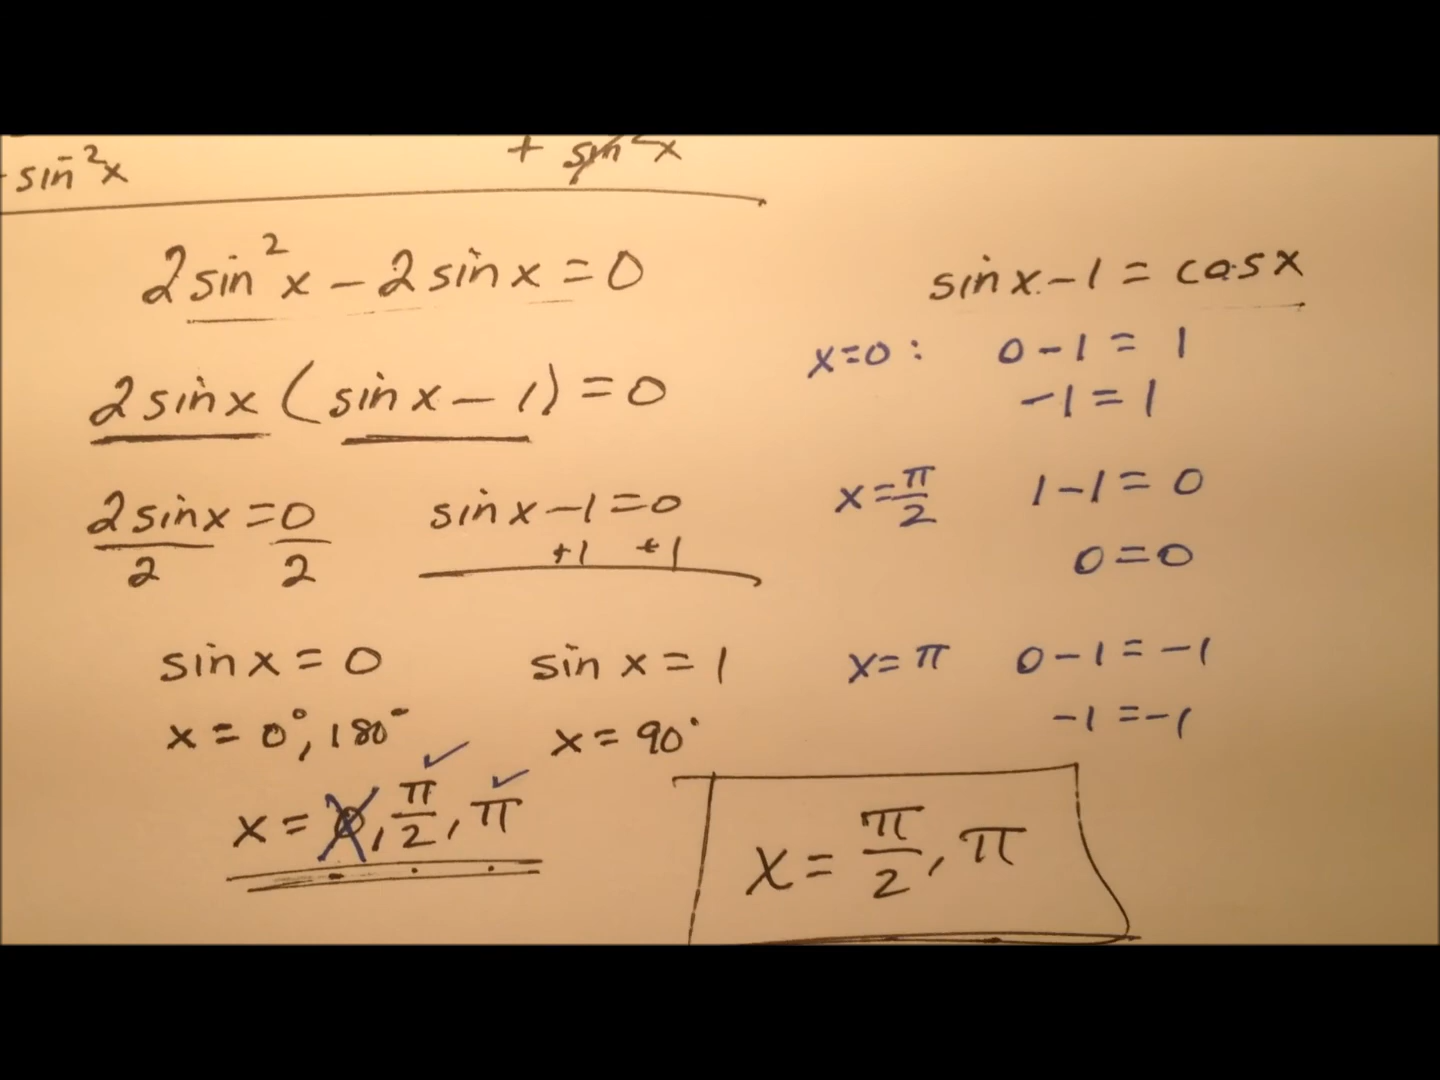 sin²x + sin²x
2sin²x - 2sinx = 0
2sinx (sinx - 1) = 0
2sinx = 0
2 2
sinx = 0
x = 0°, 180°
sinx - 1 = 0
+1 +1
sin x = 1
x = 90°
x = 0, π/2, π
✓ ✓
sinx - 1 = cosx
x=0: 0 - 1 = 1
-1 = 1
x = π/2 1 - 1 = 0
0 = 0
x = π 0 - 1 = -1
-1 = -1
x = π/2, π